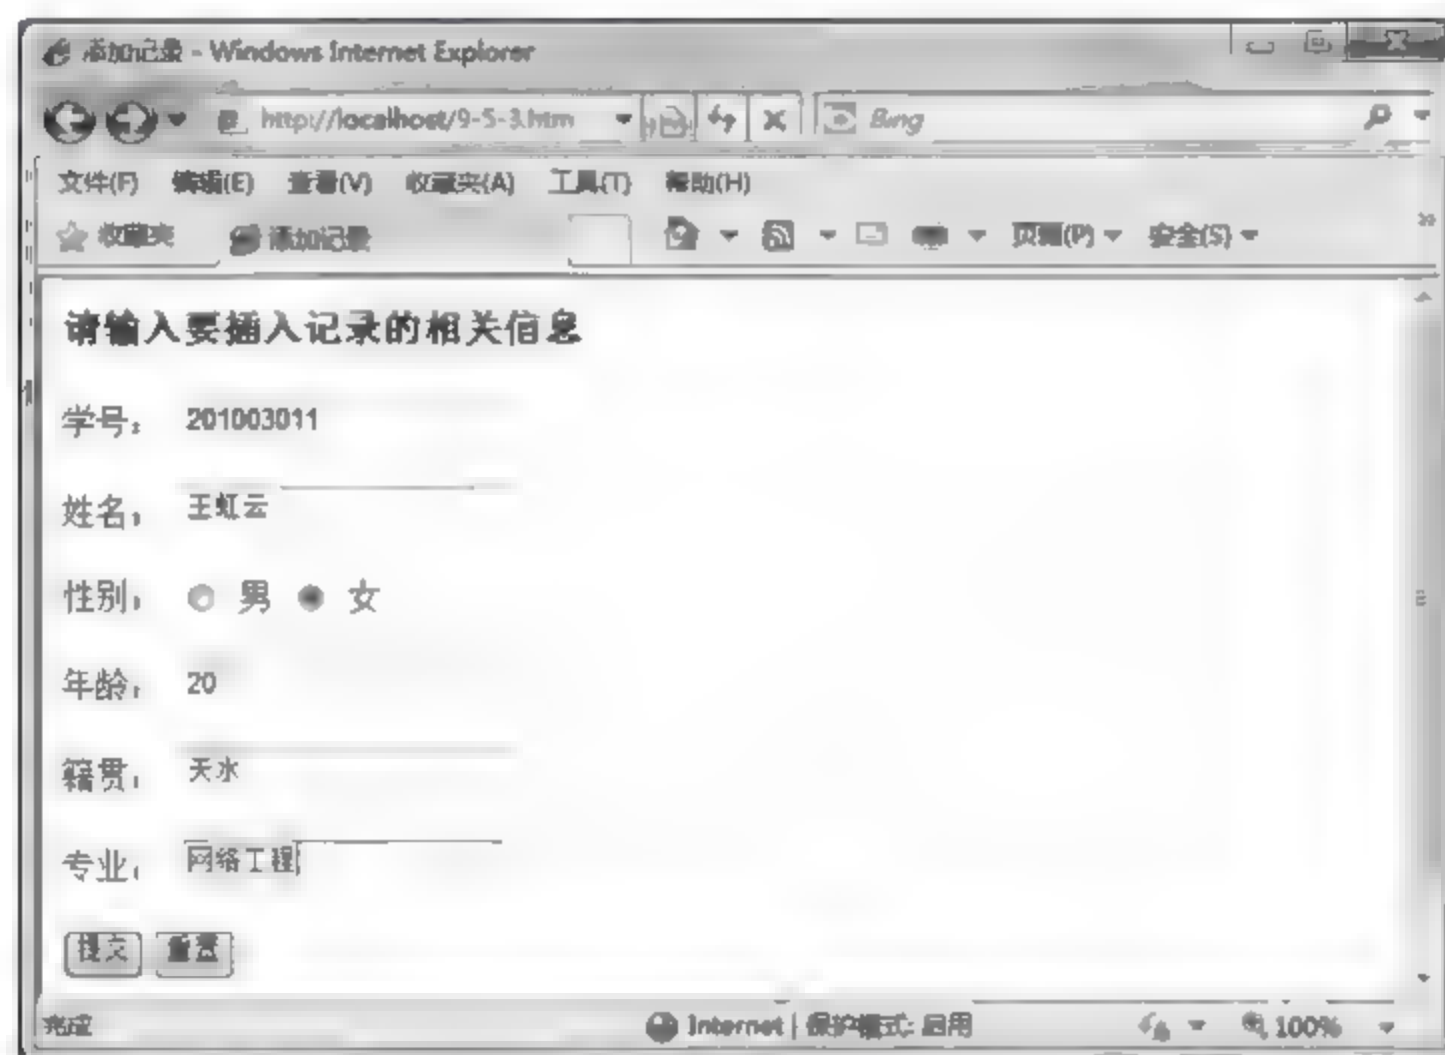 添加记录 - Windows Internet Explorer
http://localhost/9-5-3.htm Bing
文件(F) 编辑(E) 查看(V) 收藏夹(A) 工具(T) 帮助(H)
收藏夹 添加记录 页面(P) 安全(S)
请输入要插入记录的相关信息
学号: 201003011
姓名: 王虹云
性别: 男 女
年龄: 20
籍贯: 天水
专业: 网络工程
提交 重置
完成 Internet | 保护模式: 启用 100%